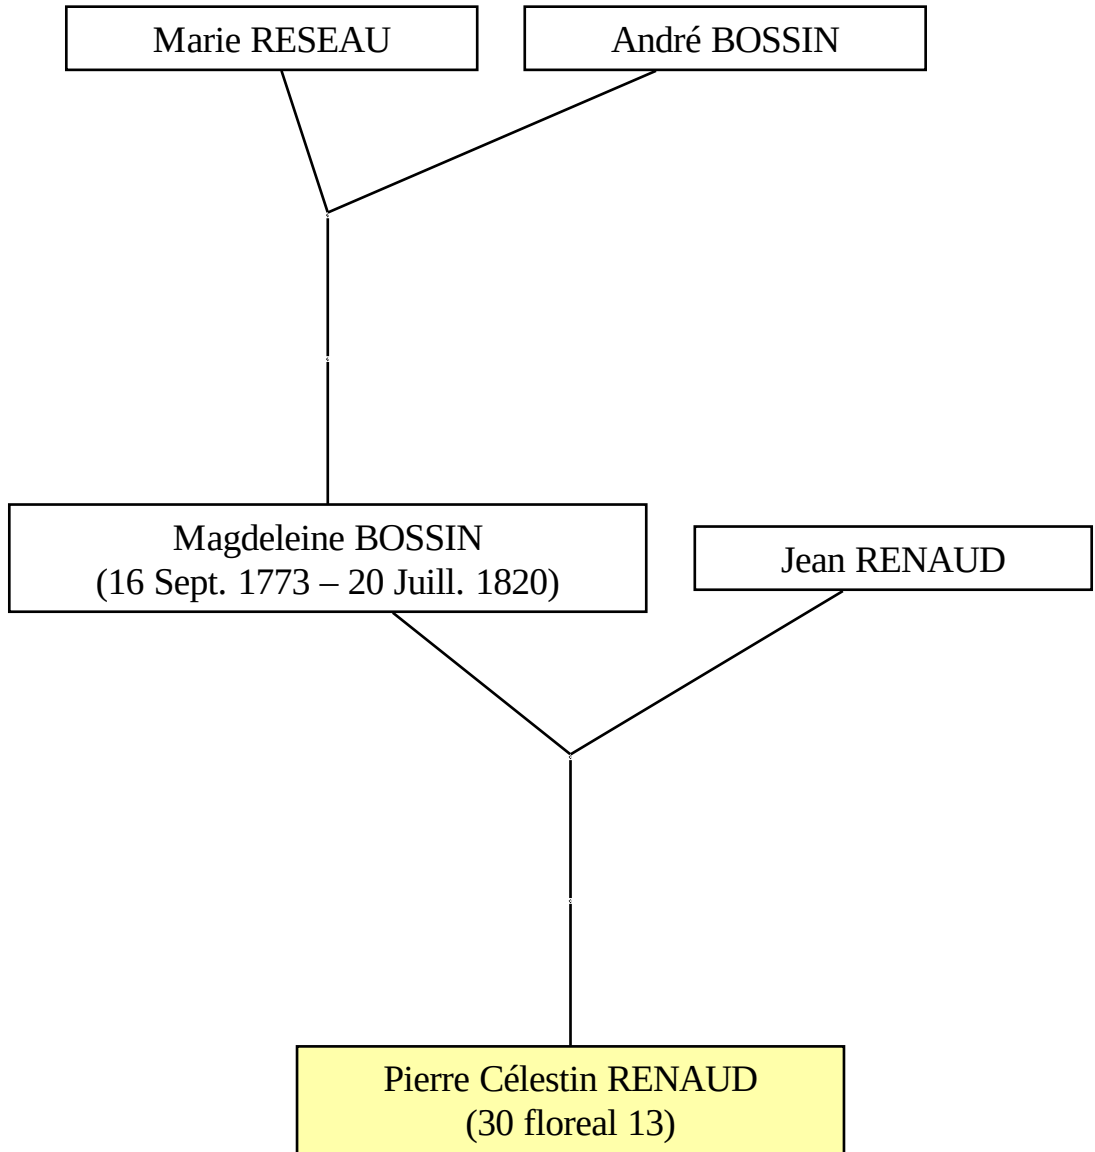 Marie RESEAU
André BOSSIN
Magdeleine BOSSIN
(16 Sept. 1773 – 20 Juill. 1820)
Jean RENAUD
Pierre Célestin RENAUD
(30 floreal 13)